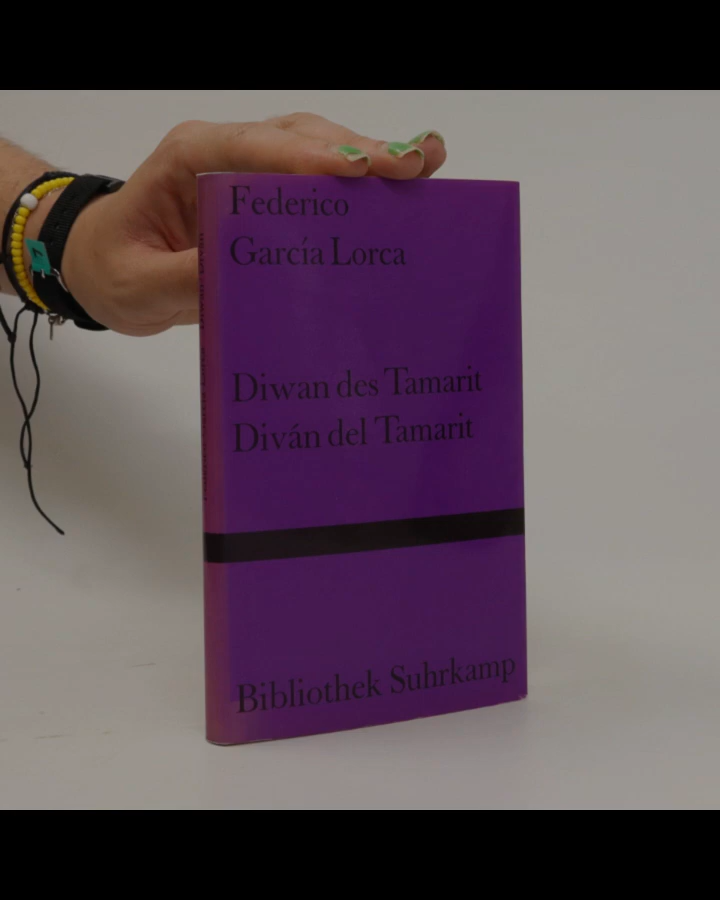 Federico
García Lorca
Diwan des Tamarit
Diván del Tamarit
Bibliothek Suhrkamp